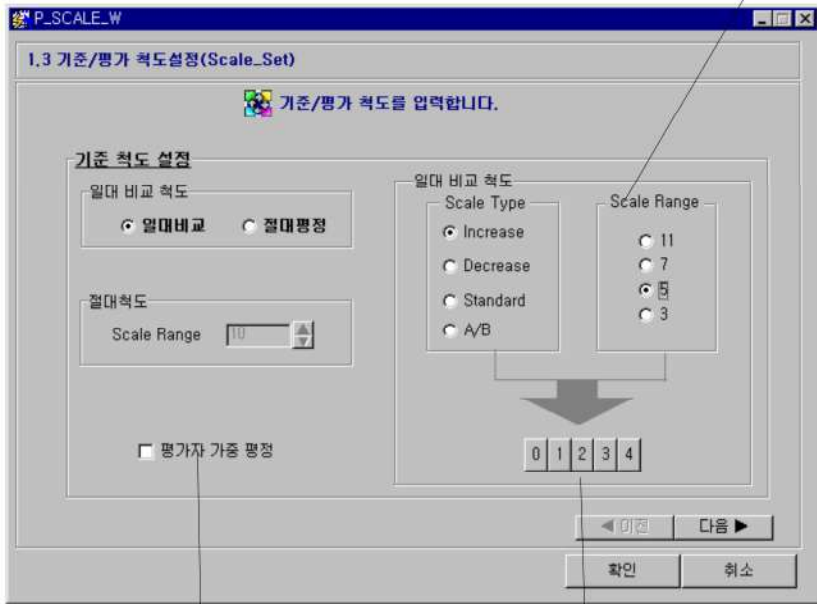 P_SCALE_W
1.3 기준/평가 척도설정(Scale_Set)
기준/평가 척도를 입력합니다.
기준 척도 설정
일대 비교 척도
일대비교
절대평정
절대척도
Scale Range 10
평가자 가중 평정
일대 비교 척도
Scale Type
Increase
Decrease
Standard
A/B
Scale Range
11
7
5
3
0 1 2 3 4
◀ 이전 다음 ▶
확인 취소